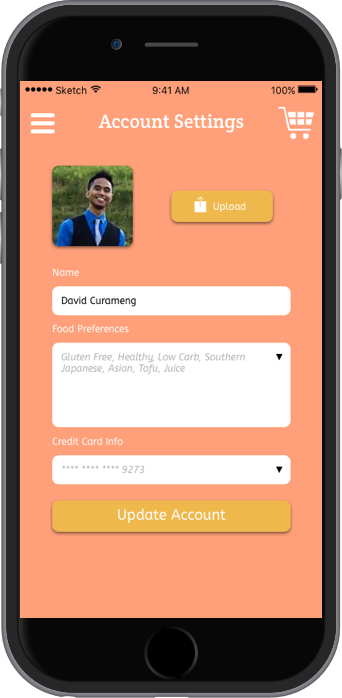 ●●●●● Sketch 9:41 AM 100%
Account Settings
Upload
Name
David Curameng
Food Preferences
Gluten Free, Healthy, Low Carb, Southern
Japanese, Asian, Tofu, Juice
Credit Card Info
**** **** **** 9273
Update Account